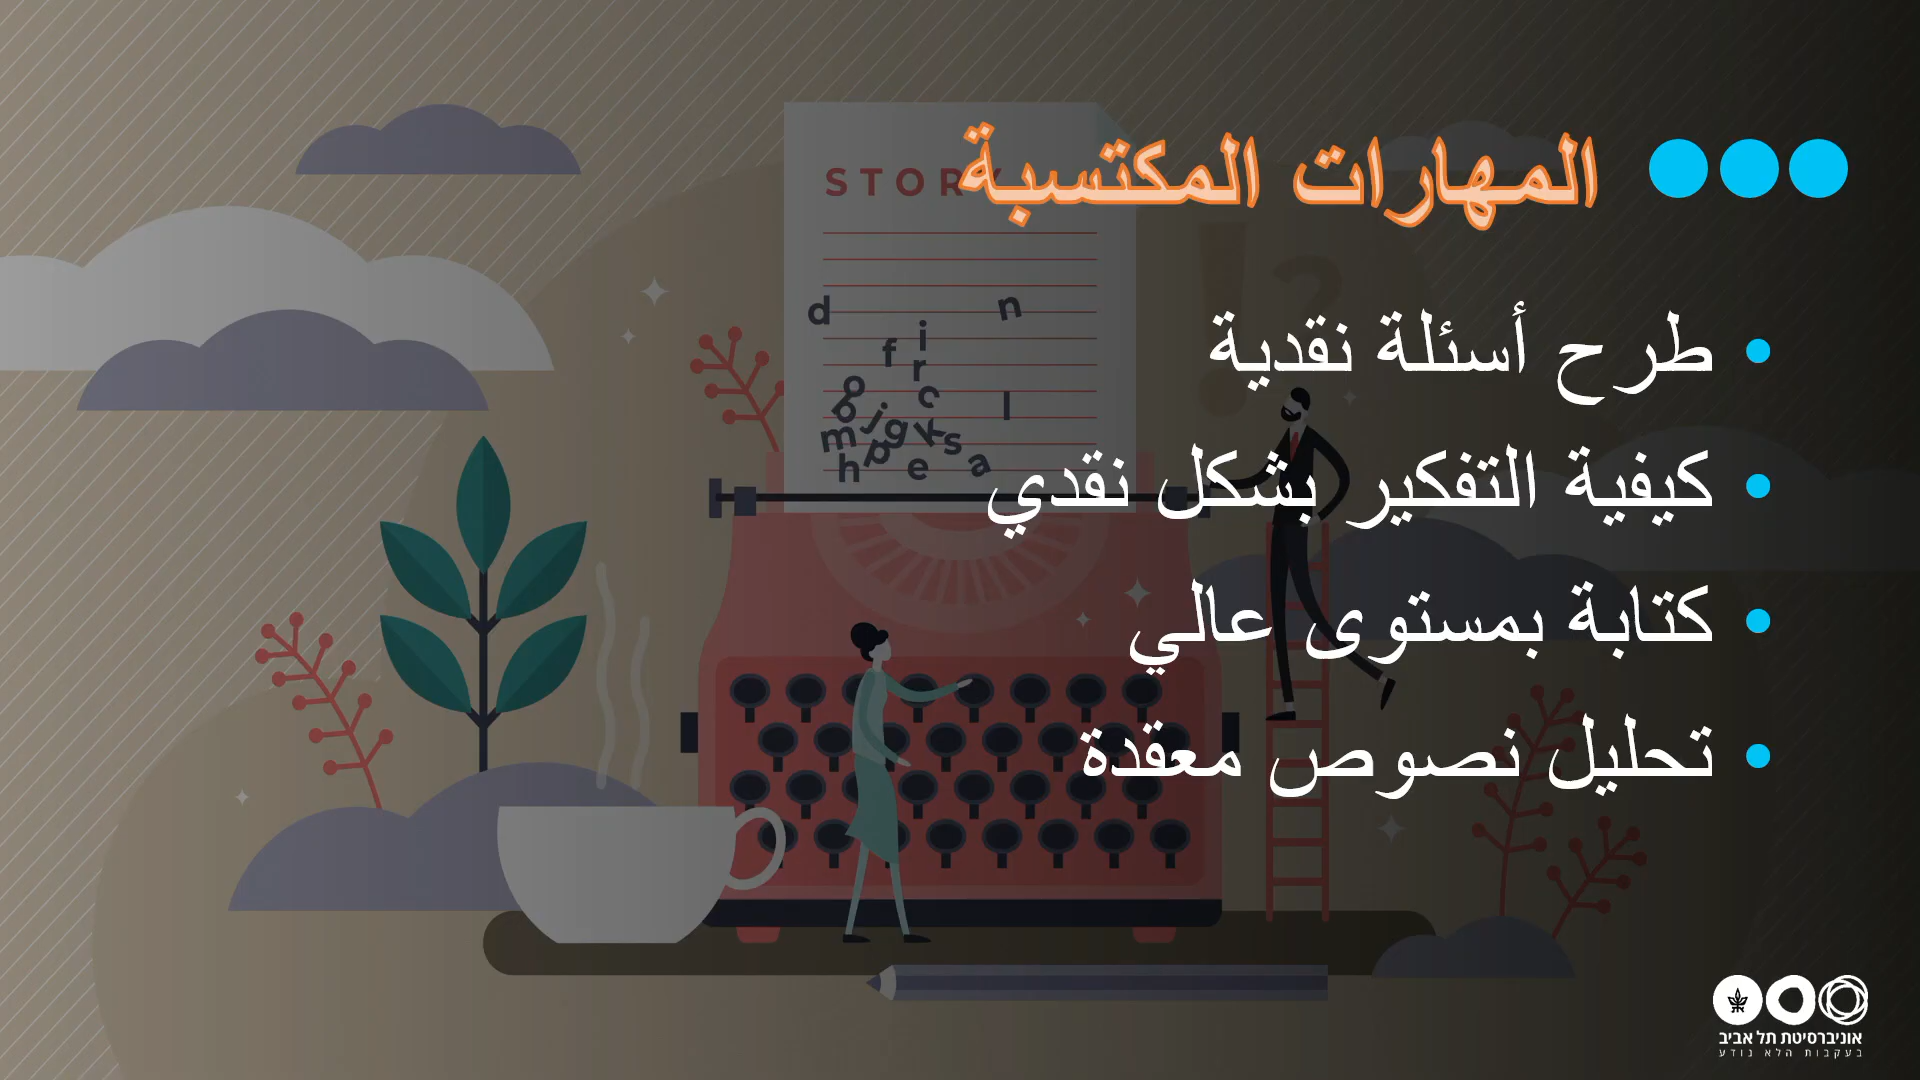 المهارات المكتسبة
طرح أسئلة نقدية
كيفية التفكير بشكل نقدي
كتابة بمستوى عالي
تحليل نصوص معقدة
STORY
d n
i
f r
o c
b j l
m g k s
h p e a
אוניברסיטת תל אביב
בעקבות הלא נודע